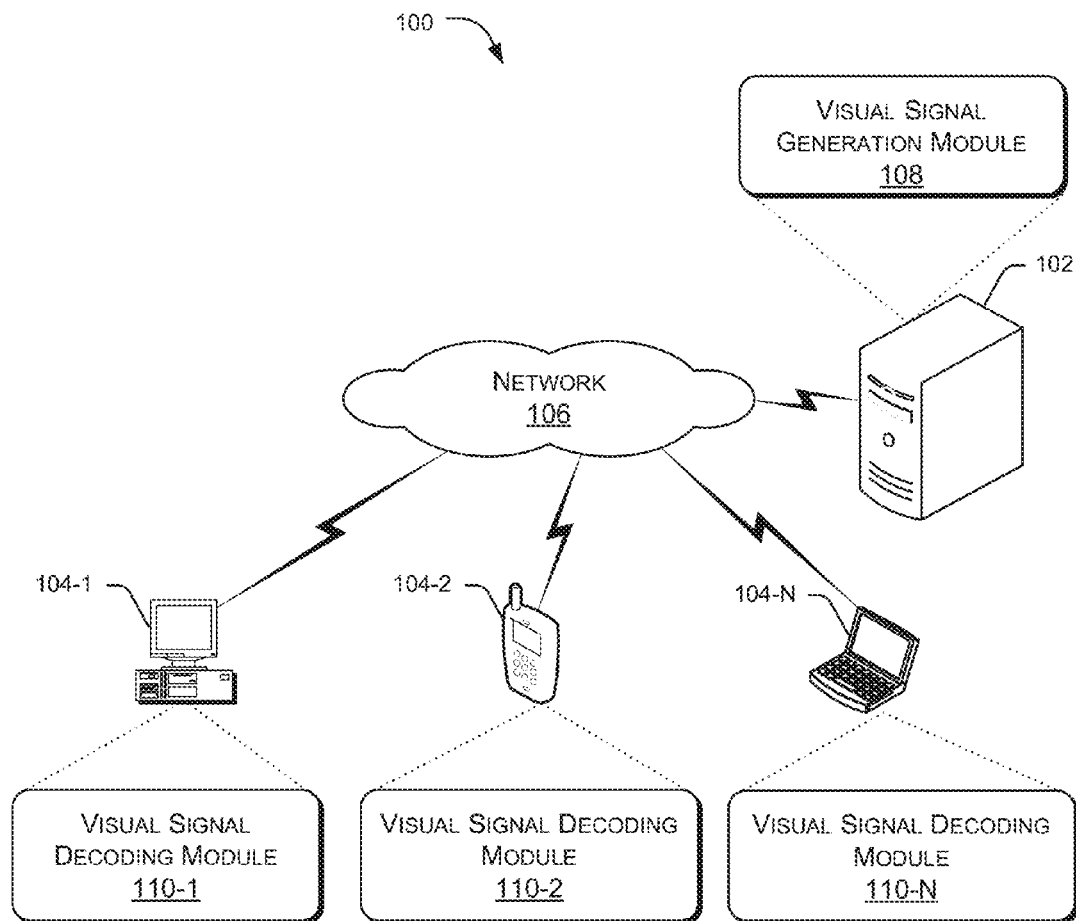 100
VISUAL SIGNAL
GENERATION MODULE
108
102
NETWORK
106
104-1
104-2
104-N
VISUAL SIGNAL
DECODING MODULE
110-1
VISUAL SIGNAL DECODING
MODULE
110-2
VISUAL SIGNAL DECODING
MODULE
110-N